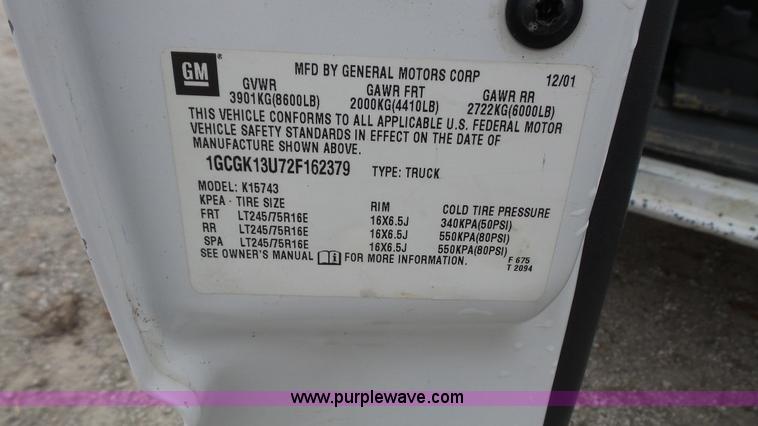 GM
MFD BY GENERAL MOTORS CORP 12/01
GVWR GAWR FRT GAWR RR
3901KG(8600LB) 2000KG(4410LB) 2722KG(6000LB)
THIS VEHICLE CONFORMS TO ALL APPLICABLE U.S. FEDERAL MOTOR
VEHICLE SAFETY STANDARDS IN EFFECT ON THE DATE OF
MANUFACTURE SHOWN ABOVE.
1GCGK13U72F162379 TYPE: TRUCK
MODEL: K15743
KPEA - TIRE SIZE RIM COLD TIRE PRESSURE
FRT LT245/75R16E 16X6.5J 340KPA(50PSI)
RR LT245/75R16E 16X6.5J 550KPA(80PSI)
SPA LT245/75R16E 16X6.5J 550KPA(80PSI)
SEE OWNER'S MANUAL FOR MORE INFORMATION.
F 675
T 2094
www.purplewave.com